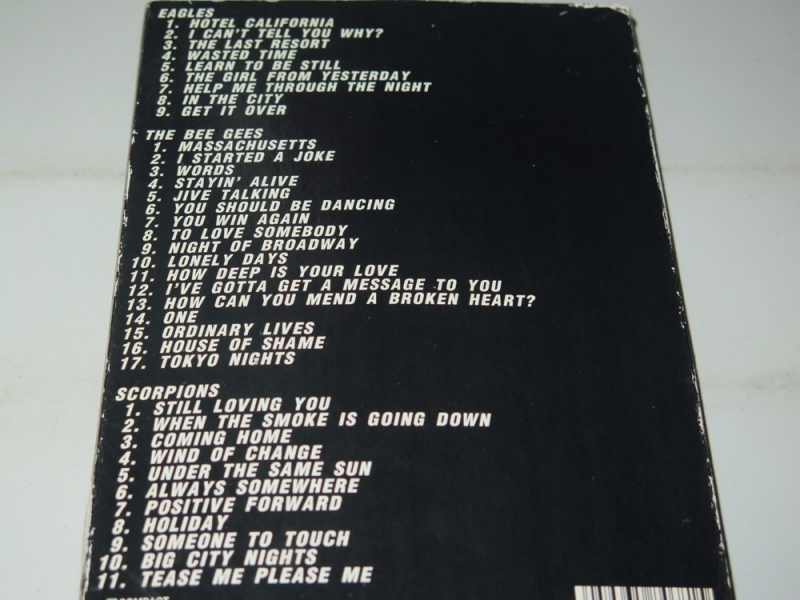 EAGLES
1. HOTEL CALIFORNIA
2. I CAN'T TELL YOU WHY?
3. THE LAST RESORT
4. WASTED TIME
5. LEARN TO BE STILL
6. THE GIRL FROM YESTERDAY
7. HELP ME THROUGH THE NIGHT
8. IN THE CITY
9. GET IT OVER
THE BEE GEES
1. MASSACHUSETTS
2. I STARTED A JOKE
3. WORDS
4. STAYIN' ALIVE
5. JIVE TALKING
6. YOU SHOULD BE DANCING
7. YOU WIN AGAIN
8. TO LOVE SOMEBODY
9. NIGHT OF BROADWAY
10. LONELY DAYS
11. HOW DEEP IS YOUR LOVE
12. I'VE GOTTA GET A MESSAGE TO YOU
13. HOW CAN YOU MEND A BROKEN HEART?
14. ONE
15. ORDINARY LIVES
16. HOUSE OF SHAME
17. TOKYO NIGHTS
SCORPIONS
1. STILL LOVING YOU
2. WHEN THE SMOKE IS GOING DOWN
3. COMING HOME
4. WIND OF CHANGE
5. UNDER THE SAME SUN
6. ALWAYS SOMEWHERE
7. POSITIVE FORWARD
8. HOLIDAY
9. SOMEONE TO TOUCH
10. BIG CITY NIGHTS
11. TEASE ME PLEASE ME